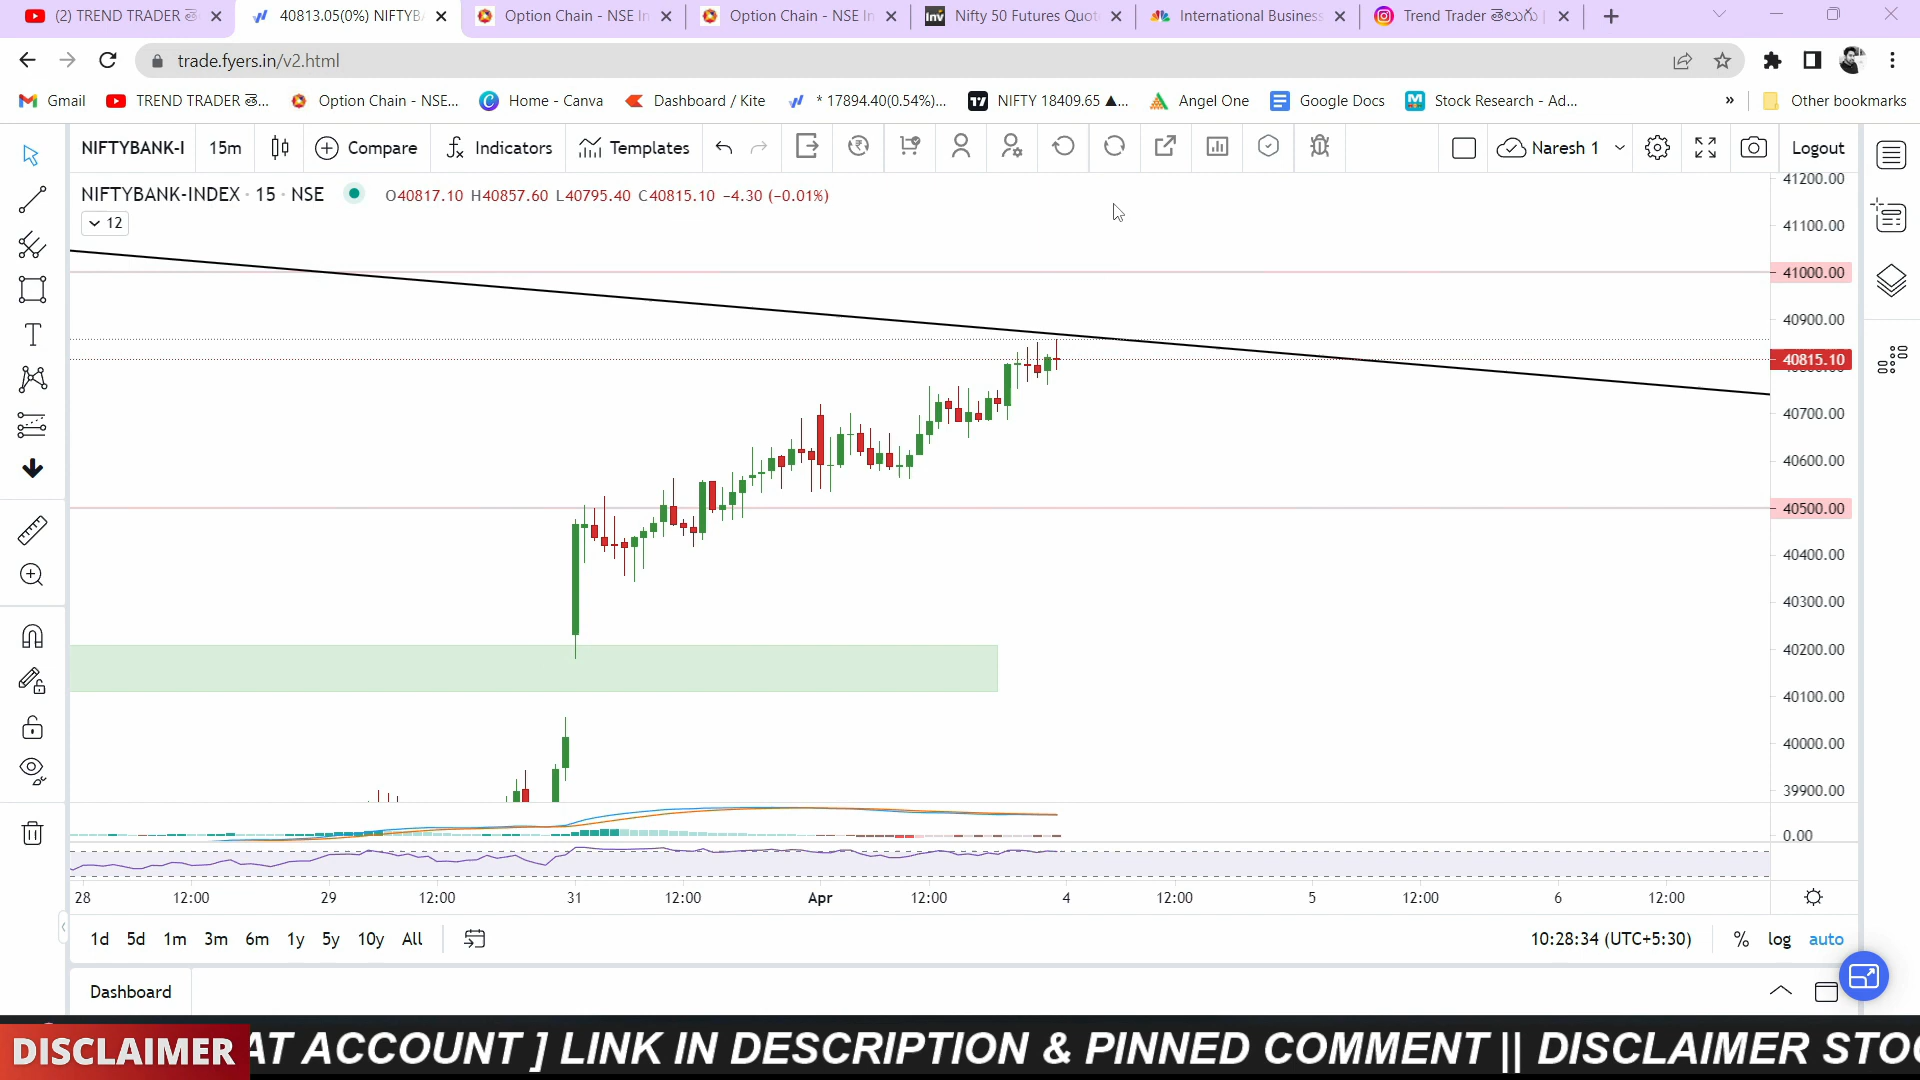 (2) TREND TRADER తె
40813.05(0%) NIFTYB
Option Chain - NSE In
Option Chain - NSE In
Nifty 50 Futures Quot
International Business
Trend Trader తెలుగు |
trade.fyers.in/v2.html
Gmail
TREND TRADER తె...
Option Chain - NSE...
Home - Canva
Dashboard / Kite
* 17894.40(0.54%)...
NIFTY 18409.65 ▲...
Angel One
Google Docs
Stock Research - Ad...
»
Other bookmarks
NIFTYBANK-I
15m
Compare
Indicators
Templates
Naresh 1
Logout
NIFTYBANK-INDEX · 15 · NSE
O40817.10 H40857.60 L40795.40 C40815.10 −4.30 (−0.01%)
12
41200.00
41100.00
41000.00
40900.00
40815.10
40700.00
40600.00
40500.00
40400.00
40300.00
40200.00
40100.00
40000.00
39900.00
0.00
28 12:00 29 12:00 31 12:00 Apr 12:00 4 12:00 5 12:00 6 12:00
1d 5d 1m 3m 6m 1y 5y 10y All
10:28:34 (UTC+5:30)
% log auto
Dashboard
DISCLAIMER
AT ACCOUNT ] LINK IN DESCRIPTION & PINNED COMMENT || DISCLAIMER STOC